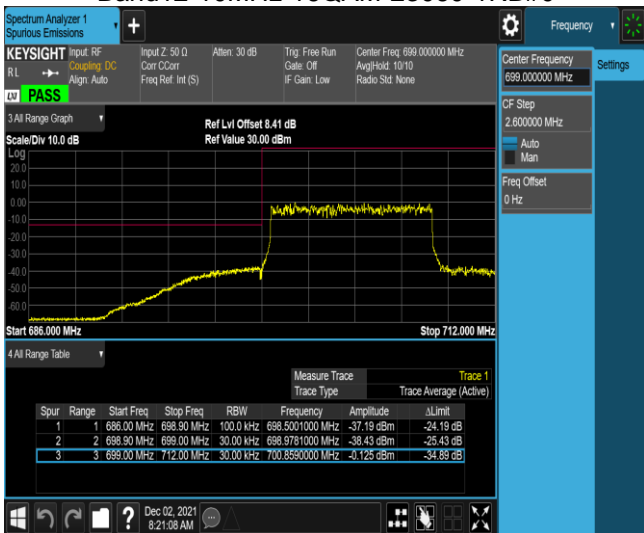 Spectrum Analyzer 1
Spurious Emissions
Frequency
KEYSIGHT
Input: RF
Coupling: DC
Align: Auto
Input Z: 50 Ω
Corr CCorr
Freq Ref: Int (S)
Atten: 30 dB
Trig: Free Run
Gate: Off
IF Gain: Low
Center Freq: 699.000000 MHz
Avg|Hold: 10/10
Radio Std: None
R L
LXI PASS
Center Frequency
699.000000 MHz
Settings
CF Step
2.600000 MHz
Auto
Man
Freq Offset
0 Hz
3 All Range Graph
Ref Lvl Offset 8.41 dB
Scale/Div 10.0 dB
Ref Value 30.00 dBm
Log
20.0
10.0
0.00
-10.0
-20.0
-30.0
-40.0
-50.0
-60.0
Start 686.000 MHz
Stop 712.000 MHz
4 All Range Table
Measure Trace Trace 1
Trace Type Trace Average (Active)
Spur Range Start Freq Stop Freq RBW Frequency Amplitude ΔLimit
1 1 686.00 MHz 698.90 MHz 100.0 kHz 698.5001000 MHz -37.19 dBm -24.19 dB
2 2 698.90 MHz 699.00 MHz 30.00 kHz 698.9781000 MHz -38.43 dBm -25.43 dB
3 3 699.00 MHz 712.00 MHz 30.00 kHz 700.8590000 MHz -0.125 dBm -34.89 dB
Dec 02, 2021
8:21:08 AM